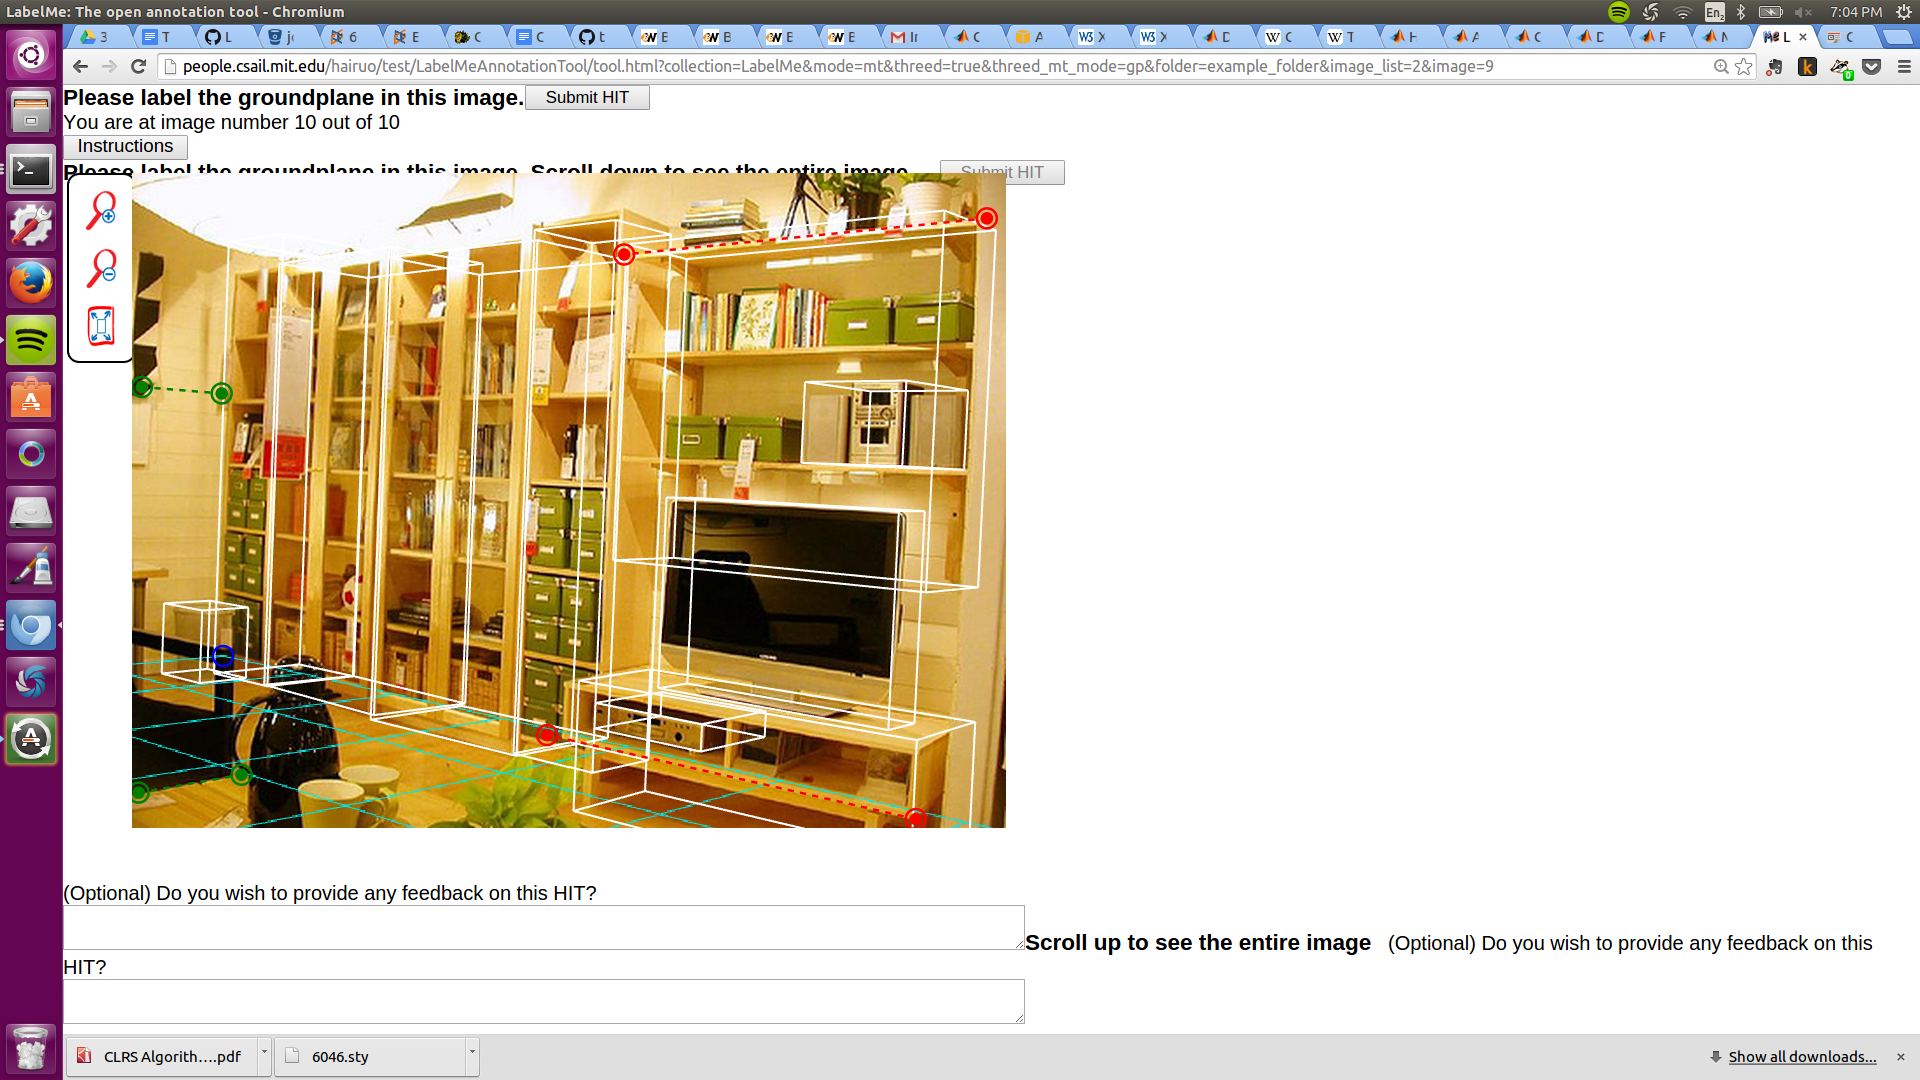 LabelMe: The open annotation tool - Chromium
En2
7:04 PM
3
T
L
jc
6
E
C
C
t
E
B
E
E
Ir
C
A
X
X
D
C
T
H
A
C
D
F
N
L
C
people.csail.mit.edu/hairuo/test/LabelMeAnnotationTool/tool.html?collection=LabelMe&mode=mt&threed=true&threed_mt_mode=gp&folder=example_folder&image_list=2&image=9
Please label the groundplane in this image. Submit HIT
You are at image number 10 out of 10
Instructions
Please label the groundplane in this image. Scroll down to see the entire image. Submit HIT
(Optional) Do you wish to provide any feedback on this HIT?
Scroll up to see the entire image (Optional) Do you wish to provide any feedback on this
HIT?
CLRS Algorith....pdf
6046.sty
Show all downloads...